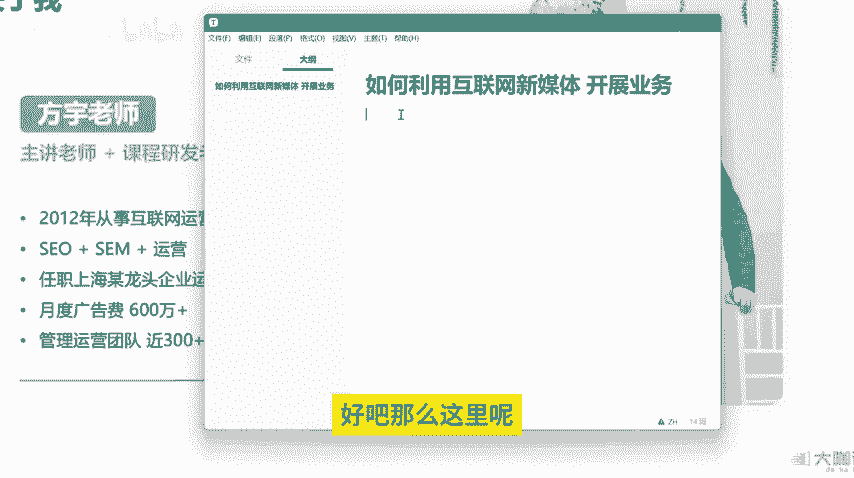 方宇老师
主讲老师 + 课程研发
2012年从事互联网运营
SEO + SEM + 运营
任职上海某龙头企业运
月度广告费 600万+
管理运营团队 近300+
文件(F) 编辑(E) 段落(P) 格式(O) 视图(V) 主题(T) 帮助(H)
文件 大纲
如何利用互联网新媒体 开展业务
如何利用互联网新媒体 开展业务
ZH 14 词
好吧那么这里呢